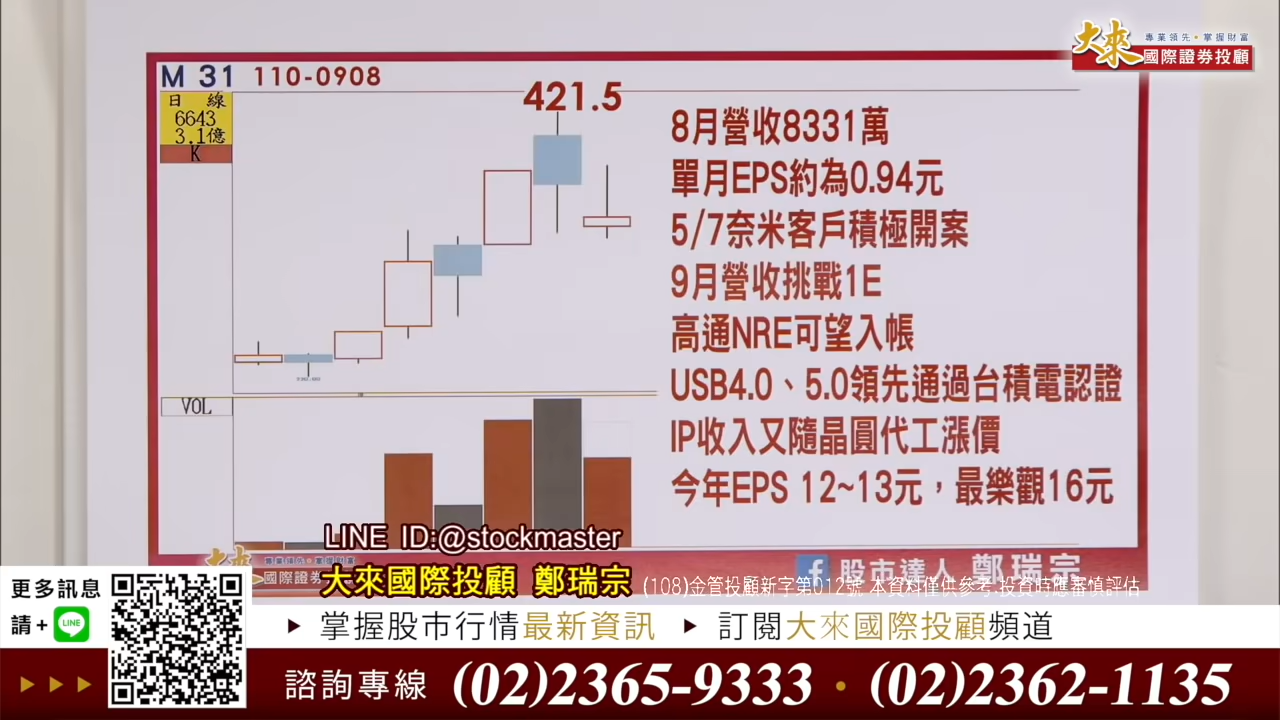 大來
專業領先•掌握財富
國際證券投顧
M 31 110-0908
日 線
6643
3.1億
K
421.5
8月營收8331萬
單月EPS約為0.94元
5/7奈米客戶積極開案
9月營收挑戰1E
高通NRE可望入帳
USB4.0、5.0領先通過台積電認證
IP收入又隨晶圓代工漲價
今年EPS 12~13元，最樂觀16元
VOL
LINE ID:@stockmaster
股市達人 鄭瑞宗
大來國際投顧 鄭瑞宗 (108)金管投顧新字第012號 本資料僅供參考.投資時應審慎評估
更多訊息
請+ LINE
▶ 掌握股市行情最新資訊 ▶ 訂閱大來國際投顧頻道
諮詢專線 (02)2365-9333 • (02)2362-1135